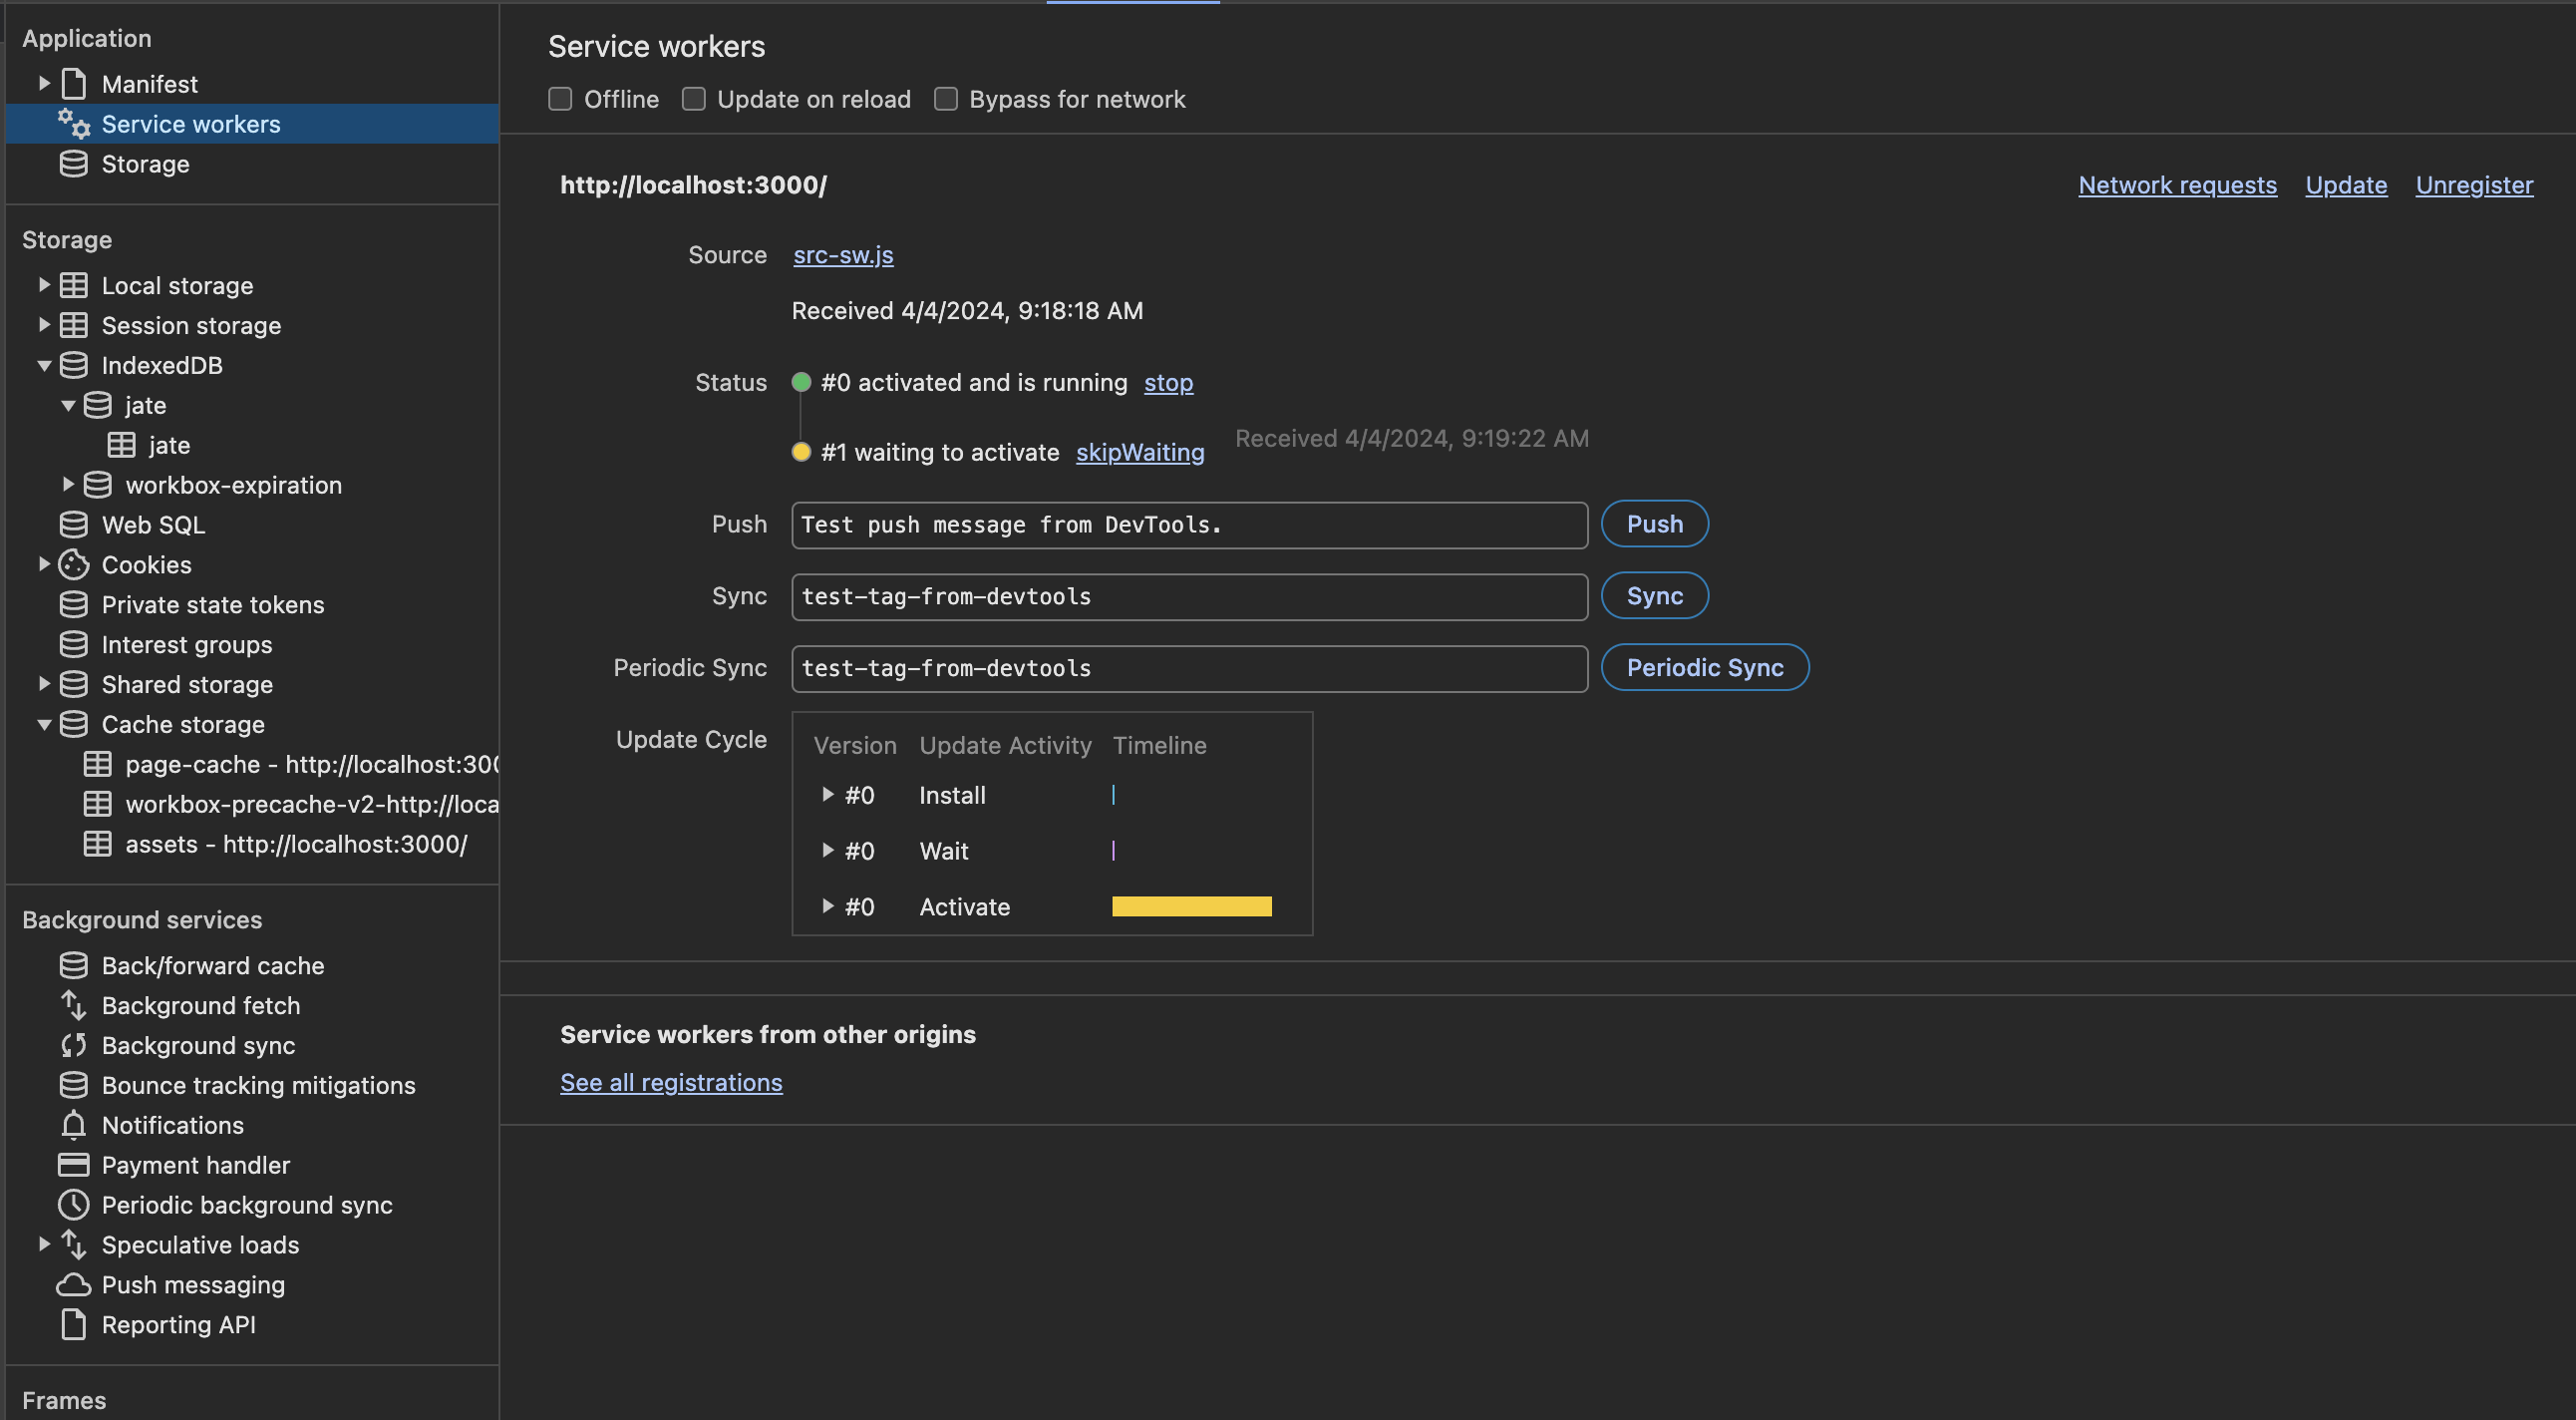 Application
Manifest
Service workers
Storage
Storage
Local storage
Session storage
IndexedDB
jate
jate
workbox-expiration
Web SQL
Cookies
Private state tokens
Interest groups
Shared storage
Cache storage
page-cache - http://localhost:300
workbox-precache-v2-http://loca
assets - http://localhost:3000/
Background services
Back/forward cache
Background fetch
Background sync
Bounce tracking mitigations
Notifications
Payment handler
Periodic background sync
Speculative loads
Push messaging
Reporting API
Frames
Service workers
Offline Update on reload Bypass for network
http://localhost:3000/ Network requests Update Unregister
Source src-sw.js
Received 4/4/2024, 9:18:18 AM
Status #0 activated and is running stop
#1 waiting to activate skipWaiting Received 4/4/2024, 9:19:22 AM
Push Test push message from DevTools. Push
Sync test-tag-from-devtools Sync
Periodic Sync test-tag-from-devtools Periodic Sync
Update Cycle Version Update Activity Timeline
#0 Install
#0 Wait
#0 Activate
Service workers from other origins
See all registrations